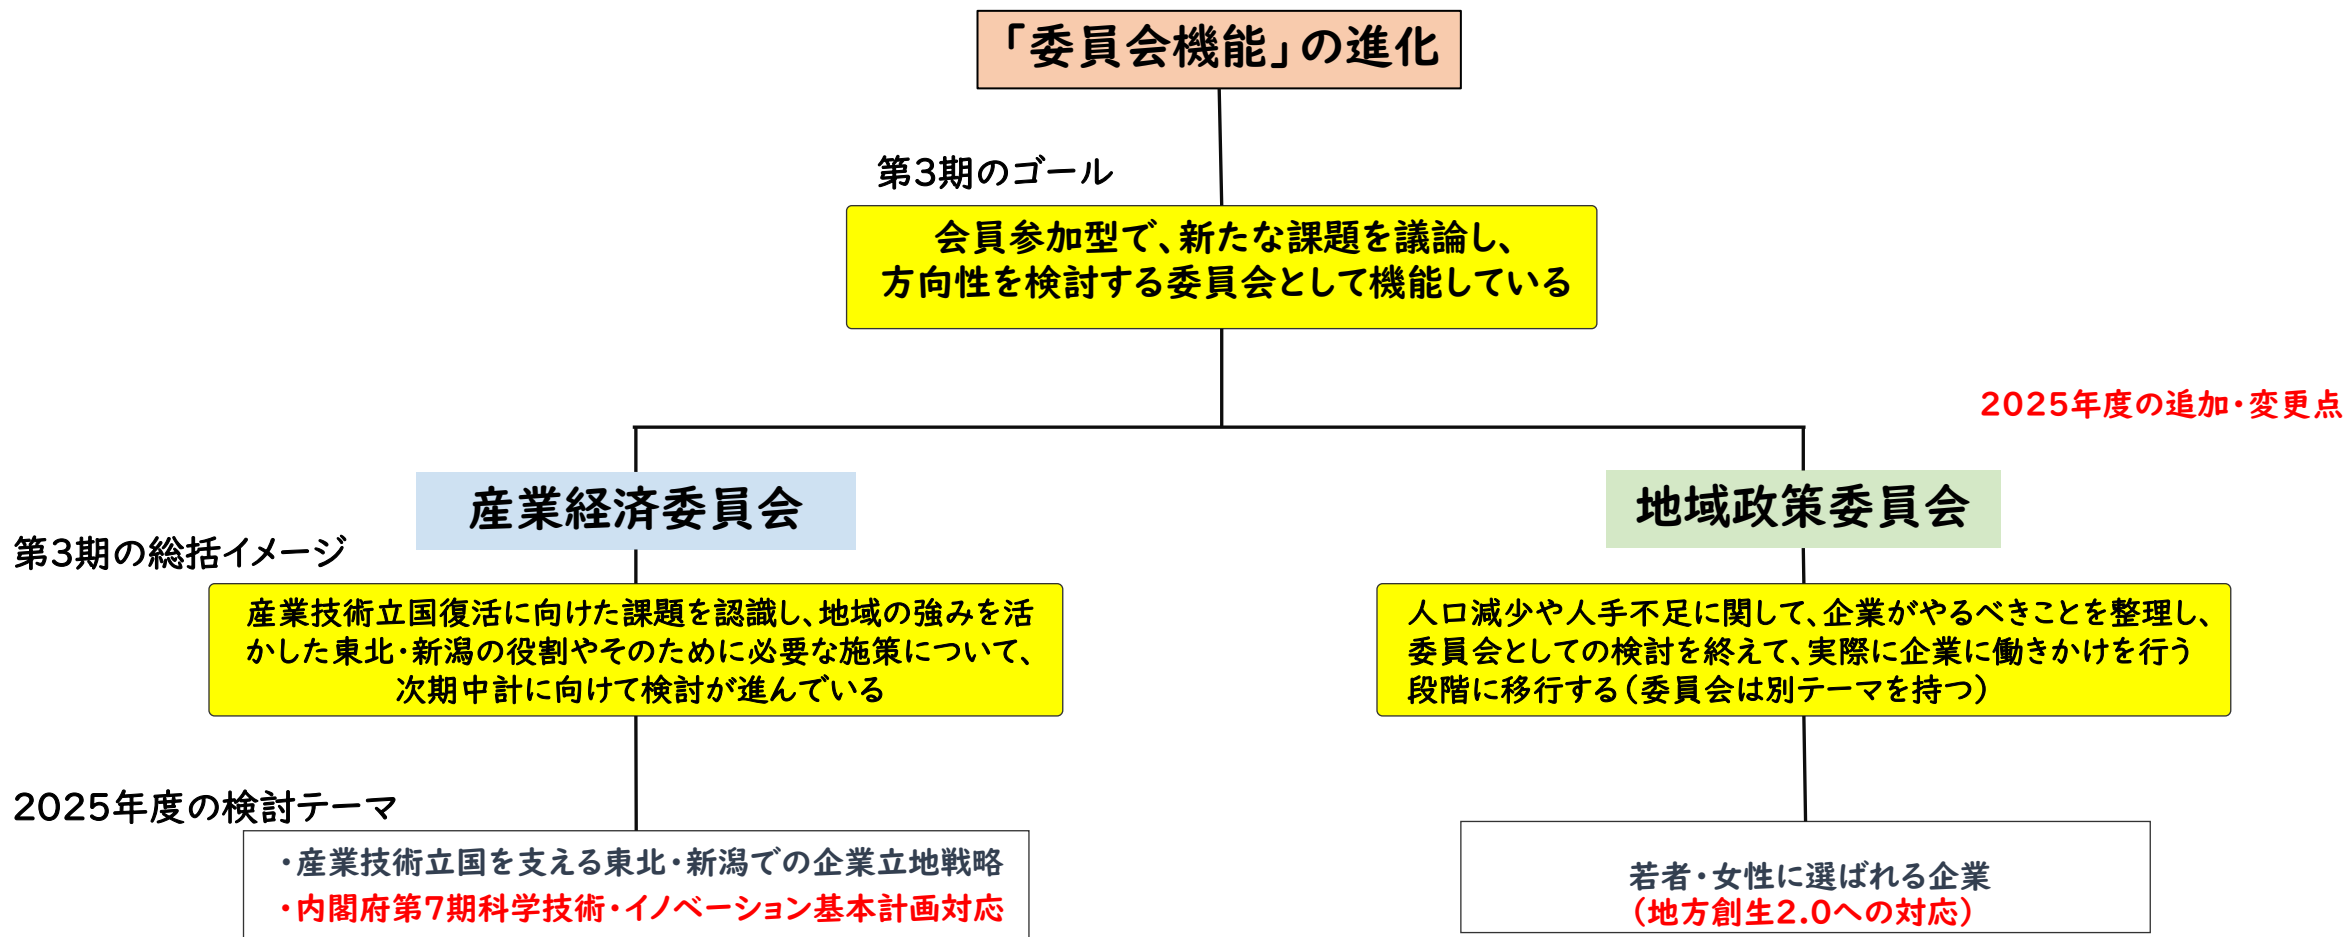 「委員会機能」の進化
第3期のゴール
会員参加型で、新たな課題を議論し、
方向性を検討する委員会として機能している
2025年度の追加・変更点
産業経済委員会
地域政策委員会
第3期の総括イメージ
産業技術立国復活に向けた課題を認識し、地域の強みを活
かした東北・新潟の役割やそのために必要な施策について、
次期中計に向けて検討が進んでいる
人口減少や人手不足に関して、企業がやるべきことを整理し、
委員会としての検討を終えて、実際に企業に働きかけを行う
段階に移行する（委員会は別テーマを持つ）
2025年度の検討テーマ
・産業技術立国を支える東北・新潟での企業立地戦略
・内閣府第7期科学技術・イノベーション基本計画対応
若者・女性に選ばれる企業
（地方創生2.0への対応）